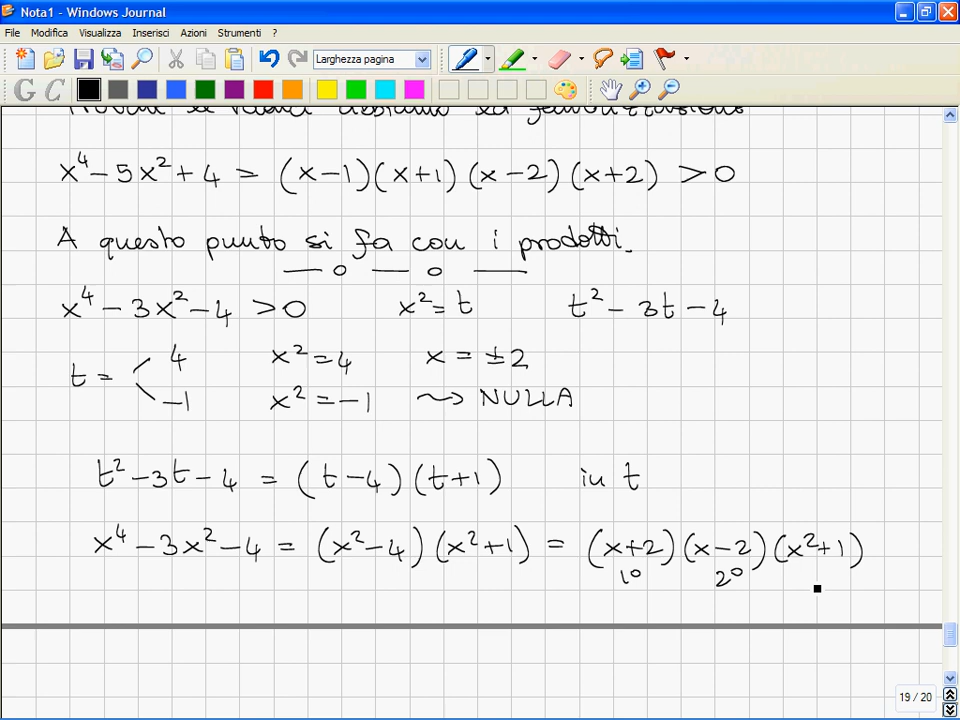 Nota1 - Windows Journal
File Modifica Visualizza Inserisci Azioni Strumenti ?
Larghezza pagina
x⁴ - 5x² + 4 = (x-1)(x+1)(x-2)(x+2) > 0
A questo punto si fa con i prodotti.
x⁴ - 3x² - 4 > 0 x² = t t² - 3t - 4
t = < 4 x² = 4 x = ±2
-1 x² = -1 ⤳ NULLA
t² - 3t - 4 = (t-4)(t+1) in t
x⁴ - 3x² - 4 = (x²-4)(x²+1) = (x+2)(x-2)(x²+1)
1° 2°
19 / 20